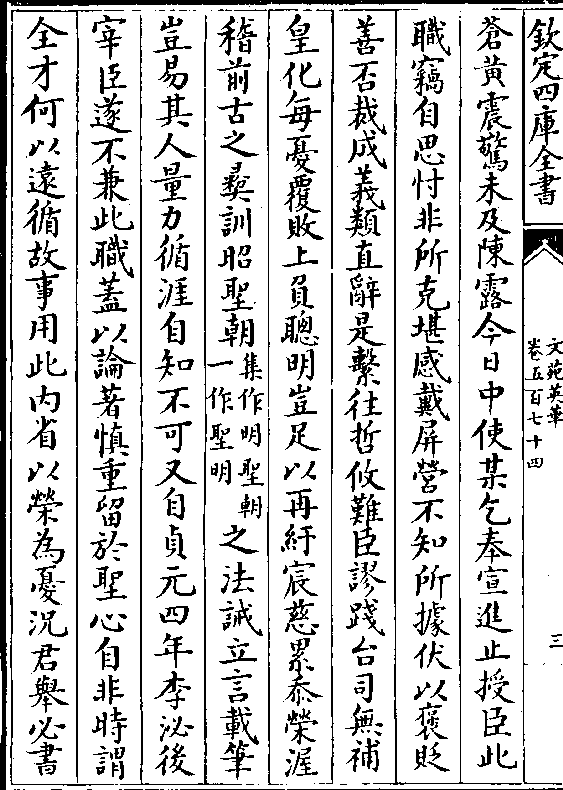 欽定四庫全書
文苑英華
卷五百七十四
三
蒼黃震驚未及陳露今日中使某乞奉宣進止授臣此
職竊自思忖非所克堪感戴屏營不知所據伏以褒貶
善否裁成義類直辭是繫往哲攸難臣謬踐台司無補
皇化每憂覆敗上負聰明豈足以再紆宸慈累忝榮渥
稽前古之彞訓昭聖朝集作明聖朝一作聖明之法誡立言載筆
豈易其人量力循涯自知不可又自貞元四年李泌後
宰臣遂不兼此職蓋以論著慎重留於聖心自非時謂
全才何以遠循故事用此内省以榮為憂況君舉必書